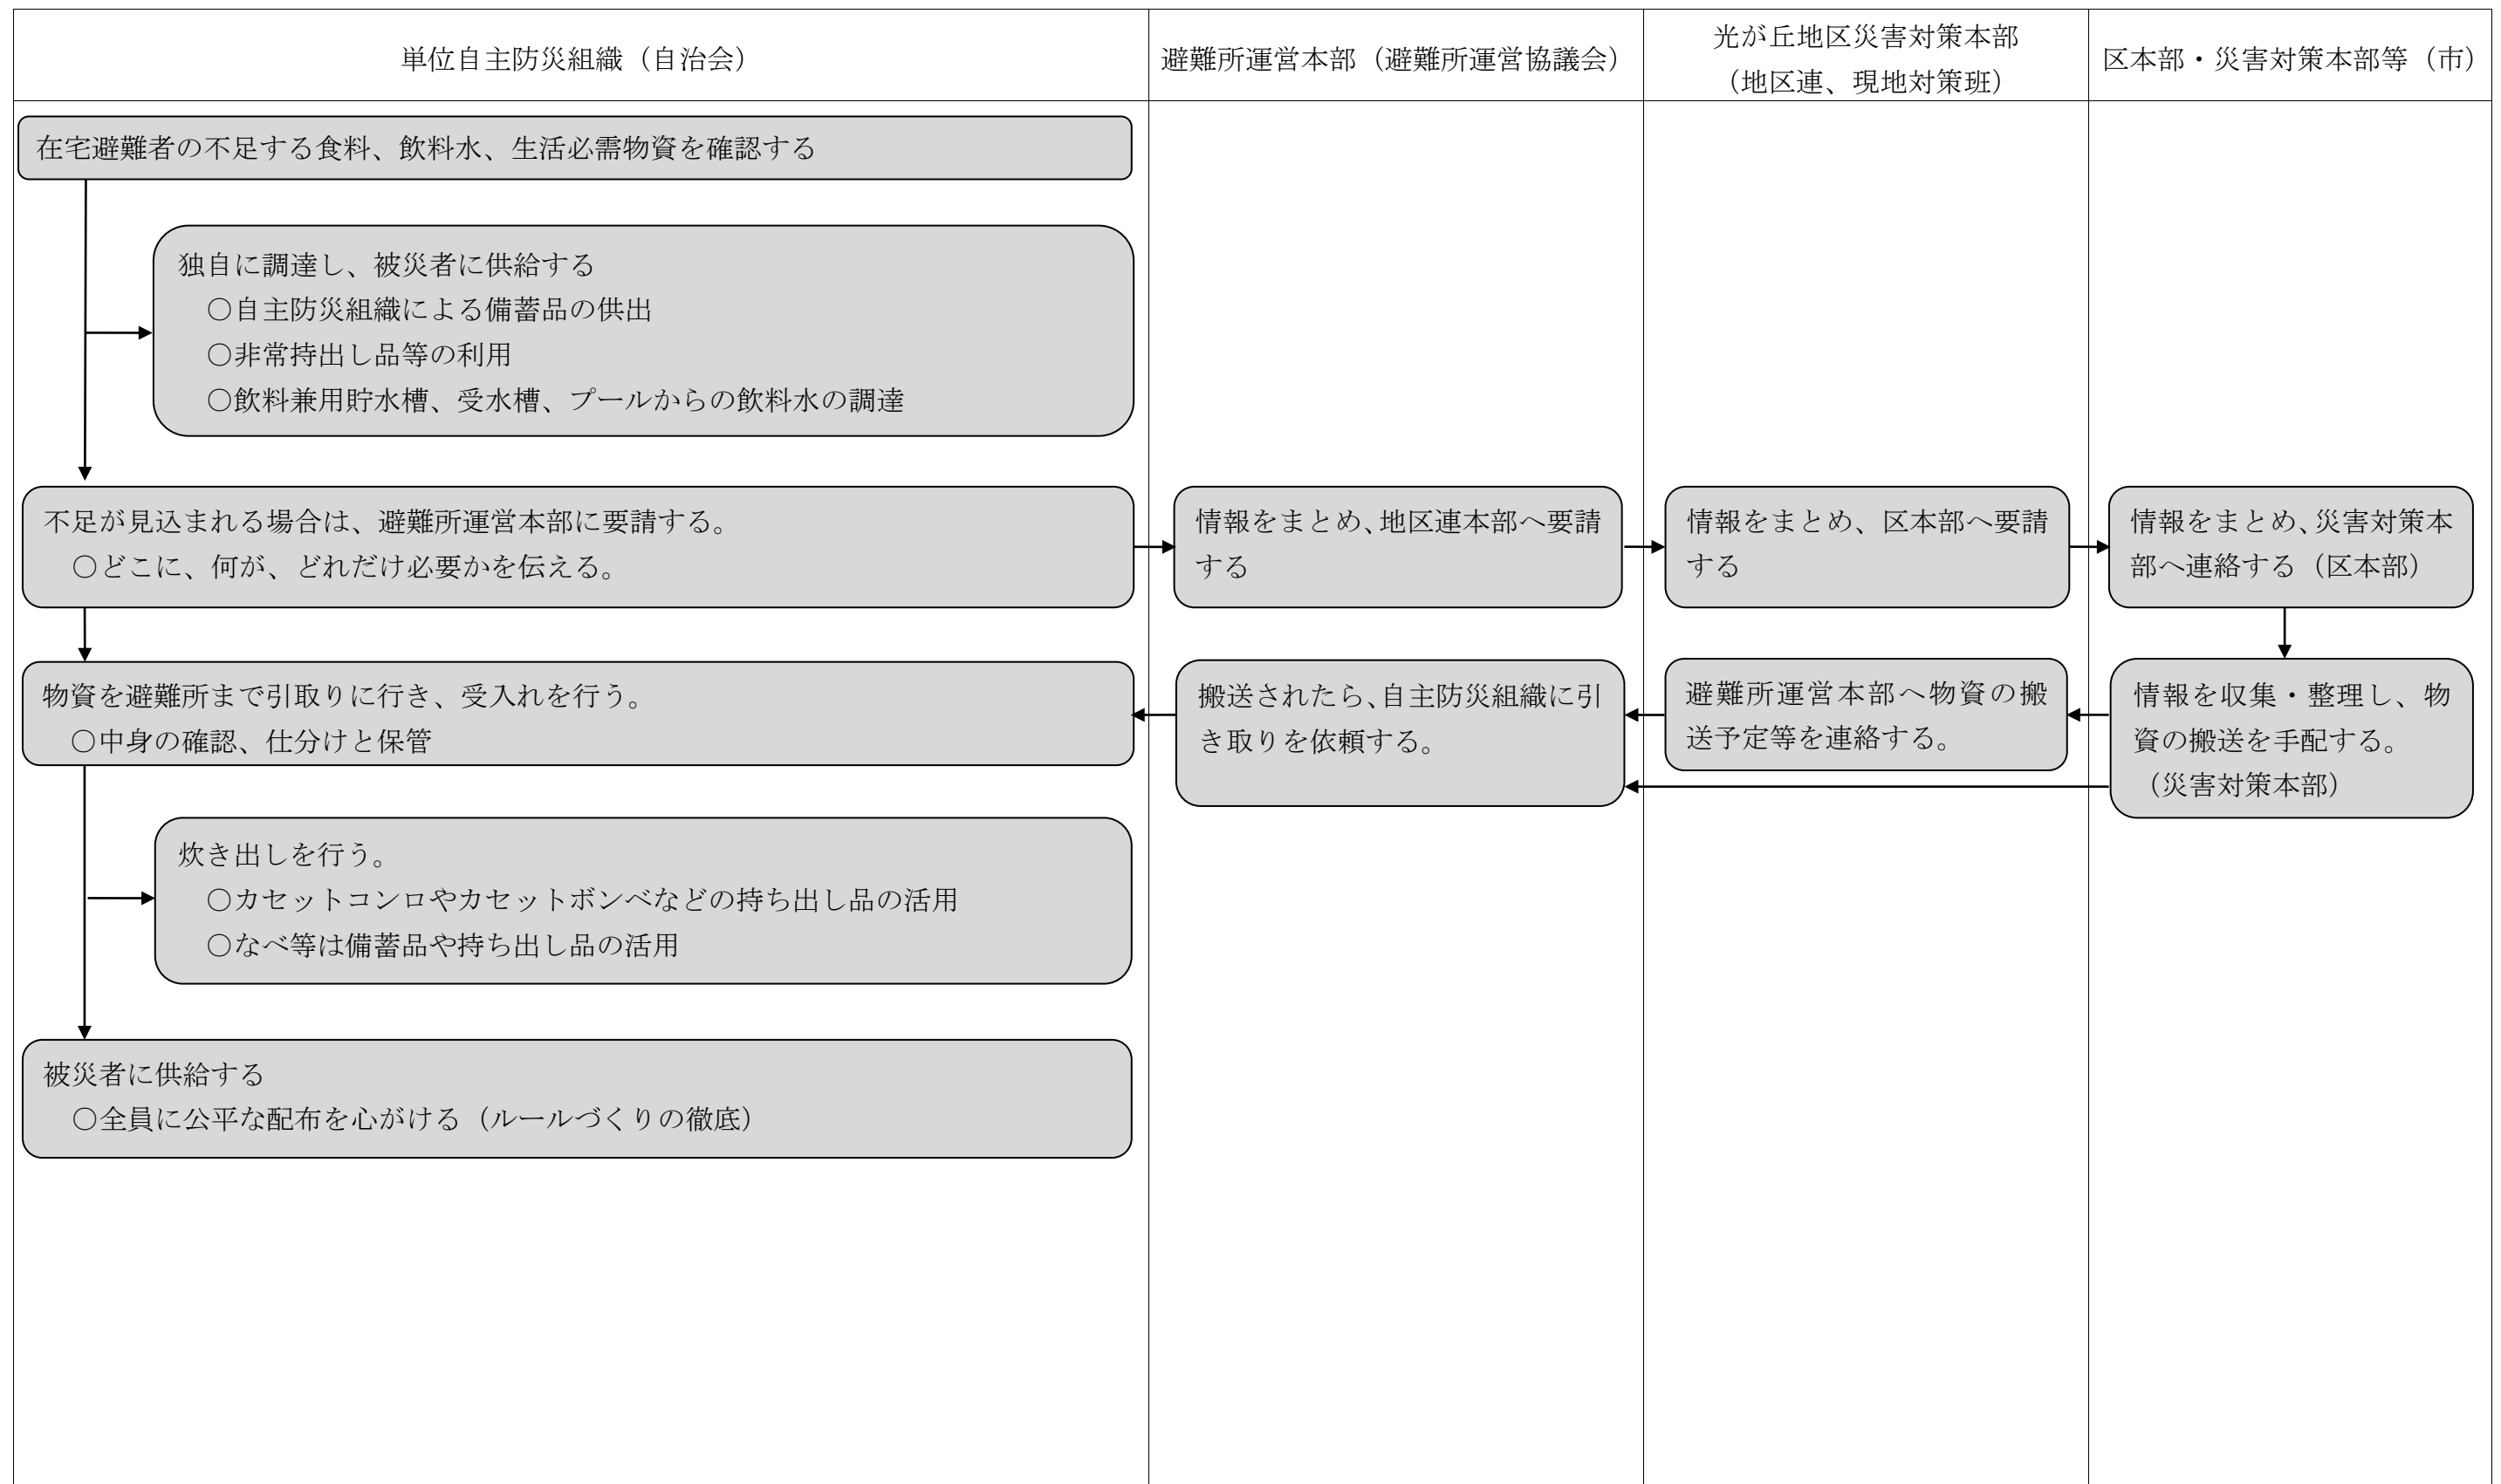 単位自主防災組織（自治会）
避難所運営本部（避難所運営協議会）
光が丘地区災害対策本部
（地区連、現地対策班）
区本部・災害対策本部等（市）
在宅避難者の不足する食料、飲料水、生活必需物資を確認する
独自に調達し、被災者に供給する
○自主防災組織による備蓄品の供出
○非常持出し品等の利用
○飲料兼用貯水槽、受水槽、プールからの飲料水の調達
不足が見込まれる場合は、避難所運営本部に要請する。
○どこに、何が、どれだけ必要かを伝える。
情報をまとめ、地区連本部へ要請
する
情報をまとめ、区本部へ要請
する
情報をまとめ、災害対策本
部へ連絡する（区本部）
物資を避難所まで引取りに行き、受入れを行う。
○中身の確認、仕分けと保管
搬送されたら、自主防災組織に引
き取りを依頼する。
避難所運営本部へ物資の搬
送予定等を連絡する。
情報を収集・整理し、物
資の搬送を手配する。
（災害対策本部）
炊き出しを行う。
○カセットコンロやカセットボンベなどの持ち出し品の活用
○なべ等は備蓄品や持ち出し品の活用
被災者に供給する
○全員に公平な配布を心がける（ルールづくりの徹底）